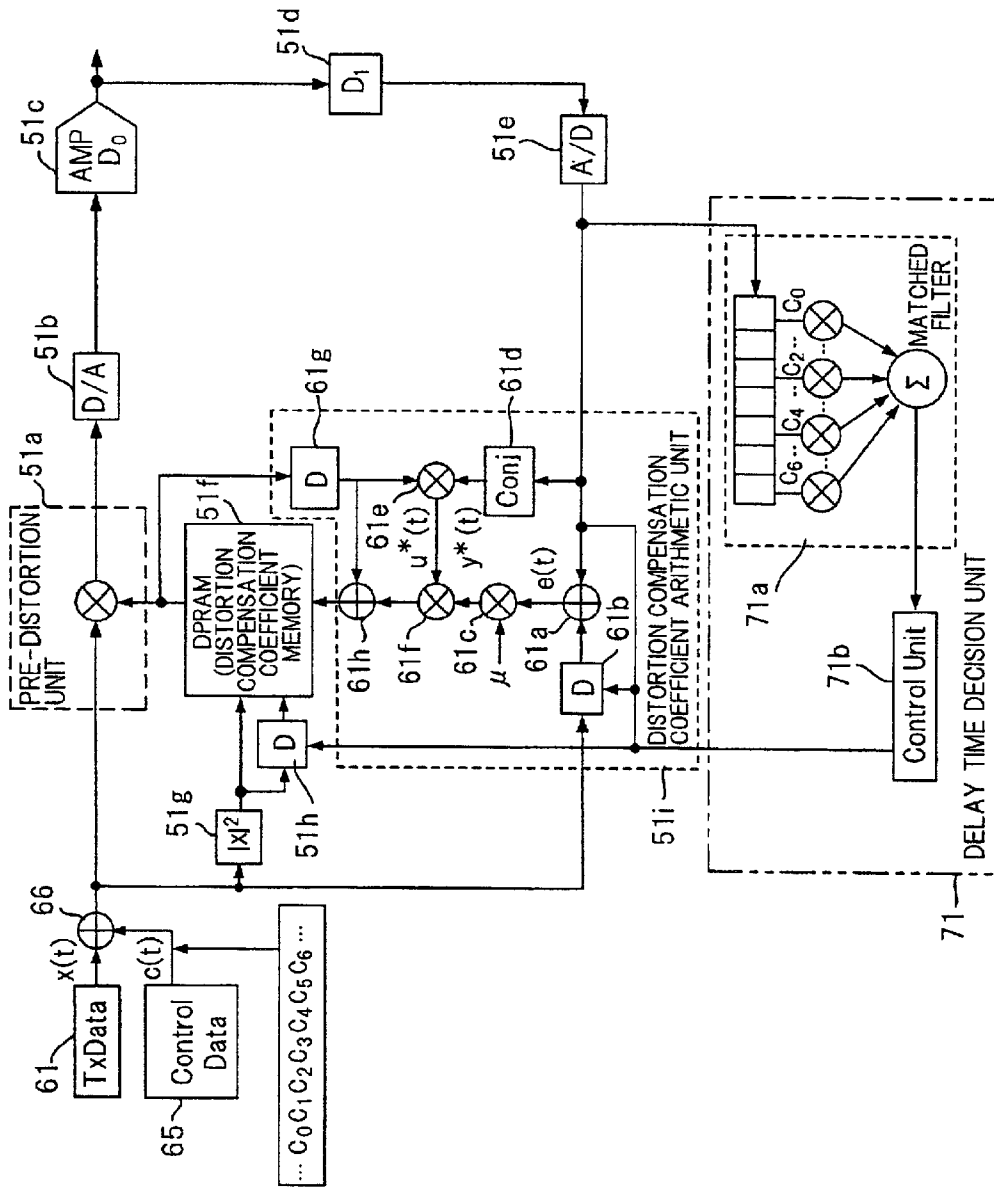 61
TxData
x(t)
66
65
Control
Data
c(t)
... C0 C1 C2 C3 C4 C5 C6 ...
PRE-DISTORTION
UNIT
51a
51b
D/A
51c
AMP
D0
51d
D1
51e
A/D
51g
|x|²
51h
D
51f
DPRAM
(DISTORTION
COMPENSATION
COEFFICIENT
MEMORY)
61g
D
61e
u*(t)
61d
Conj
y*(t)
61h
61f
61c
μ
e(t)
61a
61b
D
DISTORTION COMPENSATION
COEFFICIENT ARITHMETIC UNIT
51i
C6··
C4··
C2··
C0
Σ
MATCHED
FILTER
71a
71b
Control Unit
DELAY TIME DECISION UNIT
71